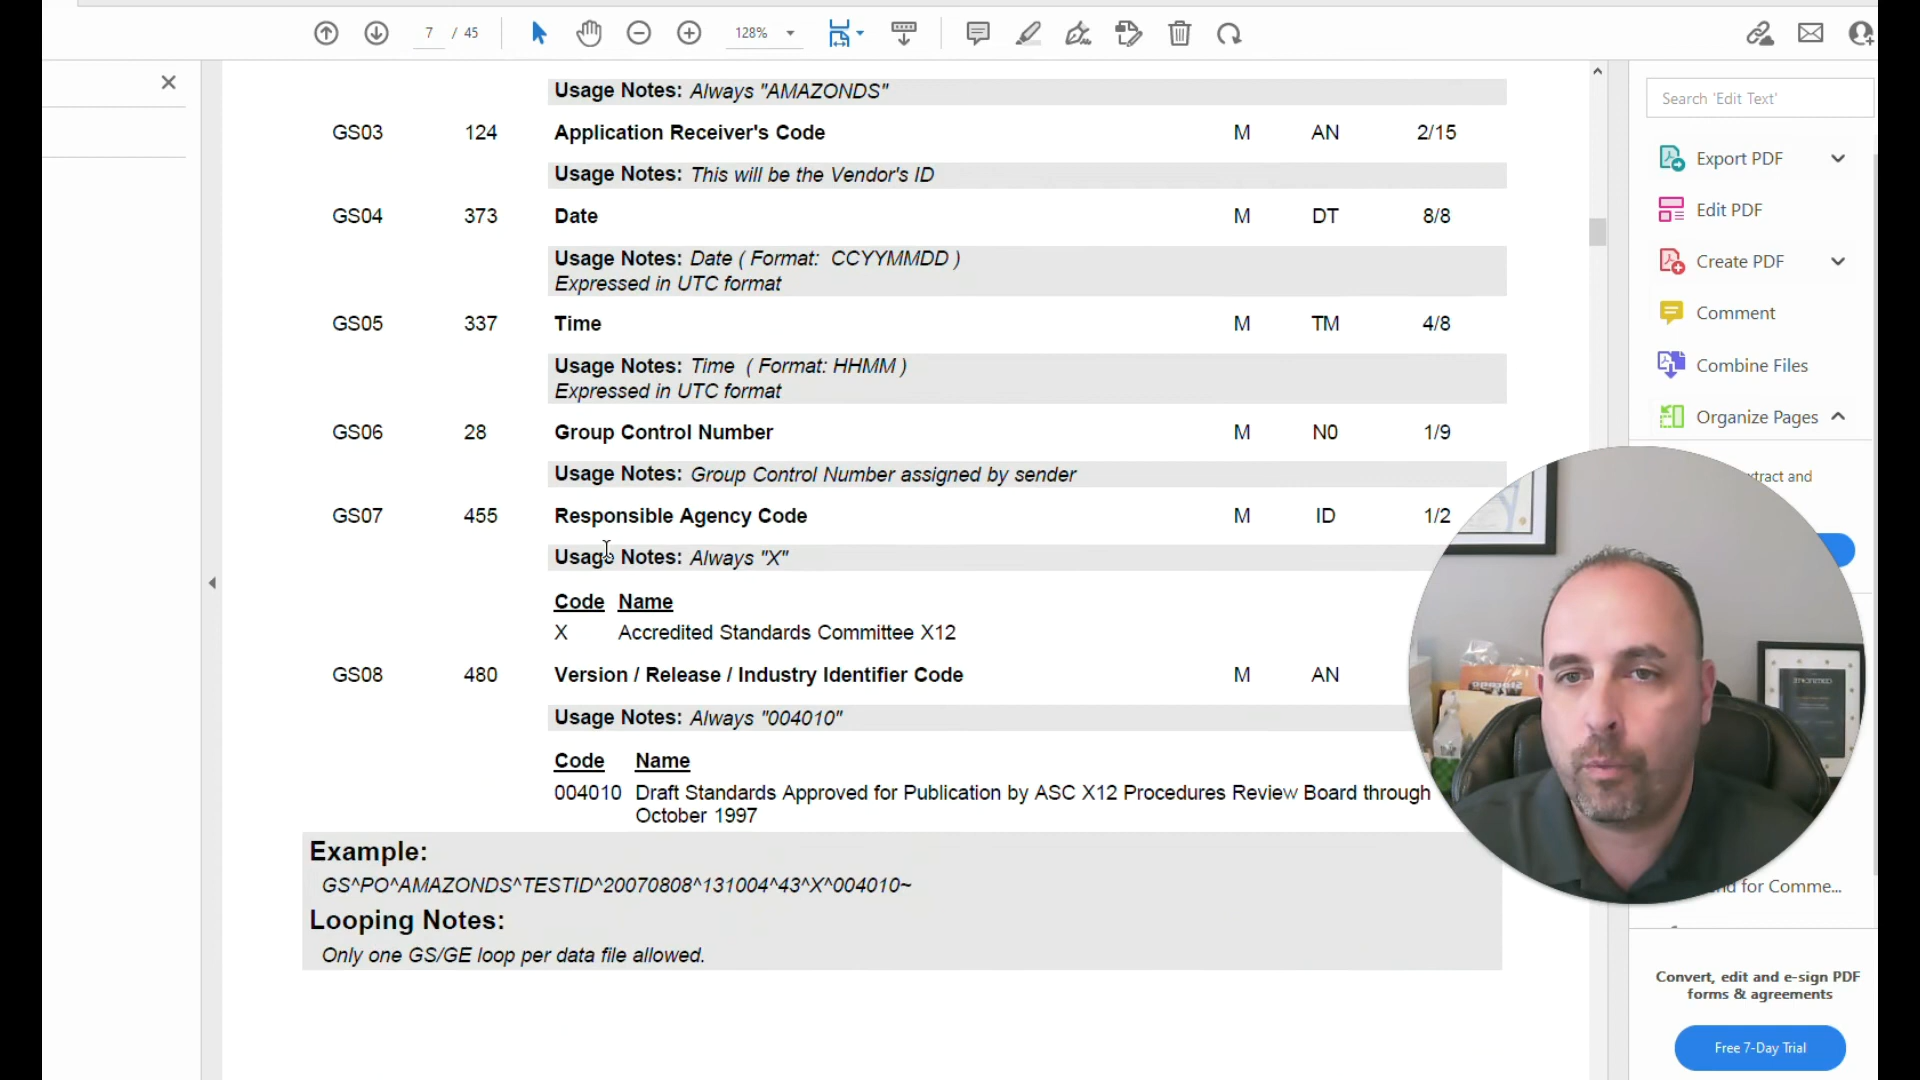 7 / 45
128%
Usage Notes: Always "AMAZONDS"
GS03 124 Application Receiver's Code M AN 2/15
Usage Notes: This will be the Vendor's ID
GS04 373 Date M DT 8/8
Usage Notes: Date ( Format: CCYYMMDD )
Expressed in UTC format
GS05 337 Time M TM 4/8
Usage Notes: Time ( Format: HHMM )
Expressed in UTC format
GS06 28 Group Control Number M N0 1/9
Usage Notes: Group Control Number assigned by sender
GS07 455 Responsible Agency Code M ID 1/2
Usage Notes: Always "X"
Code Name
X Accredited Standards Committee X12
GS08 480 Version / Release / Industry Identifier Code M AN
Usage Notes: Always "004010"
Code Name
004010 Draft Standards Approved for Publication by ASC X12 Procedures Review Board through
October 1997
Example:
GS^PO^AMAZONDS^TESTID^20070808^131004^43^X^004010~
Looping Notes:
Only one GS/GE loop per data file allowed.
Search 'Edit Text'
Export PDF
Edit PDF
Create PDF
Comment
Combine Files
Organize Pages
and
for Comme...
Convert, edit and e-sign PDF
forms & agreements
Free 7-Day Trial